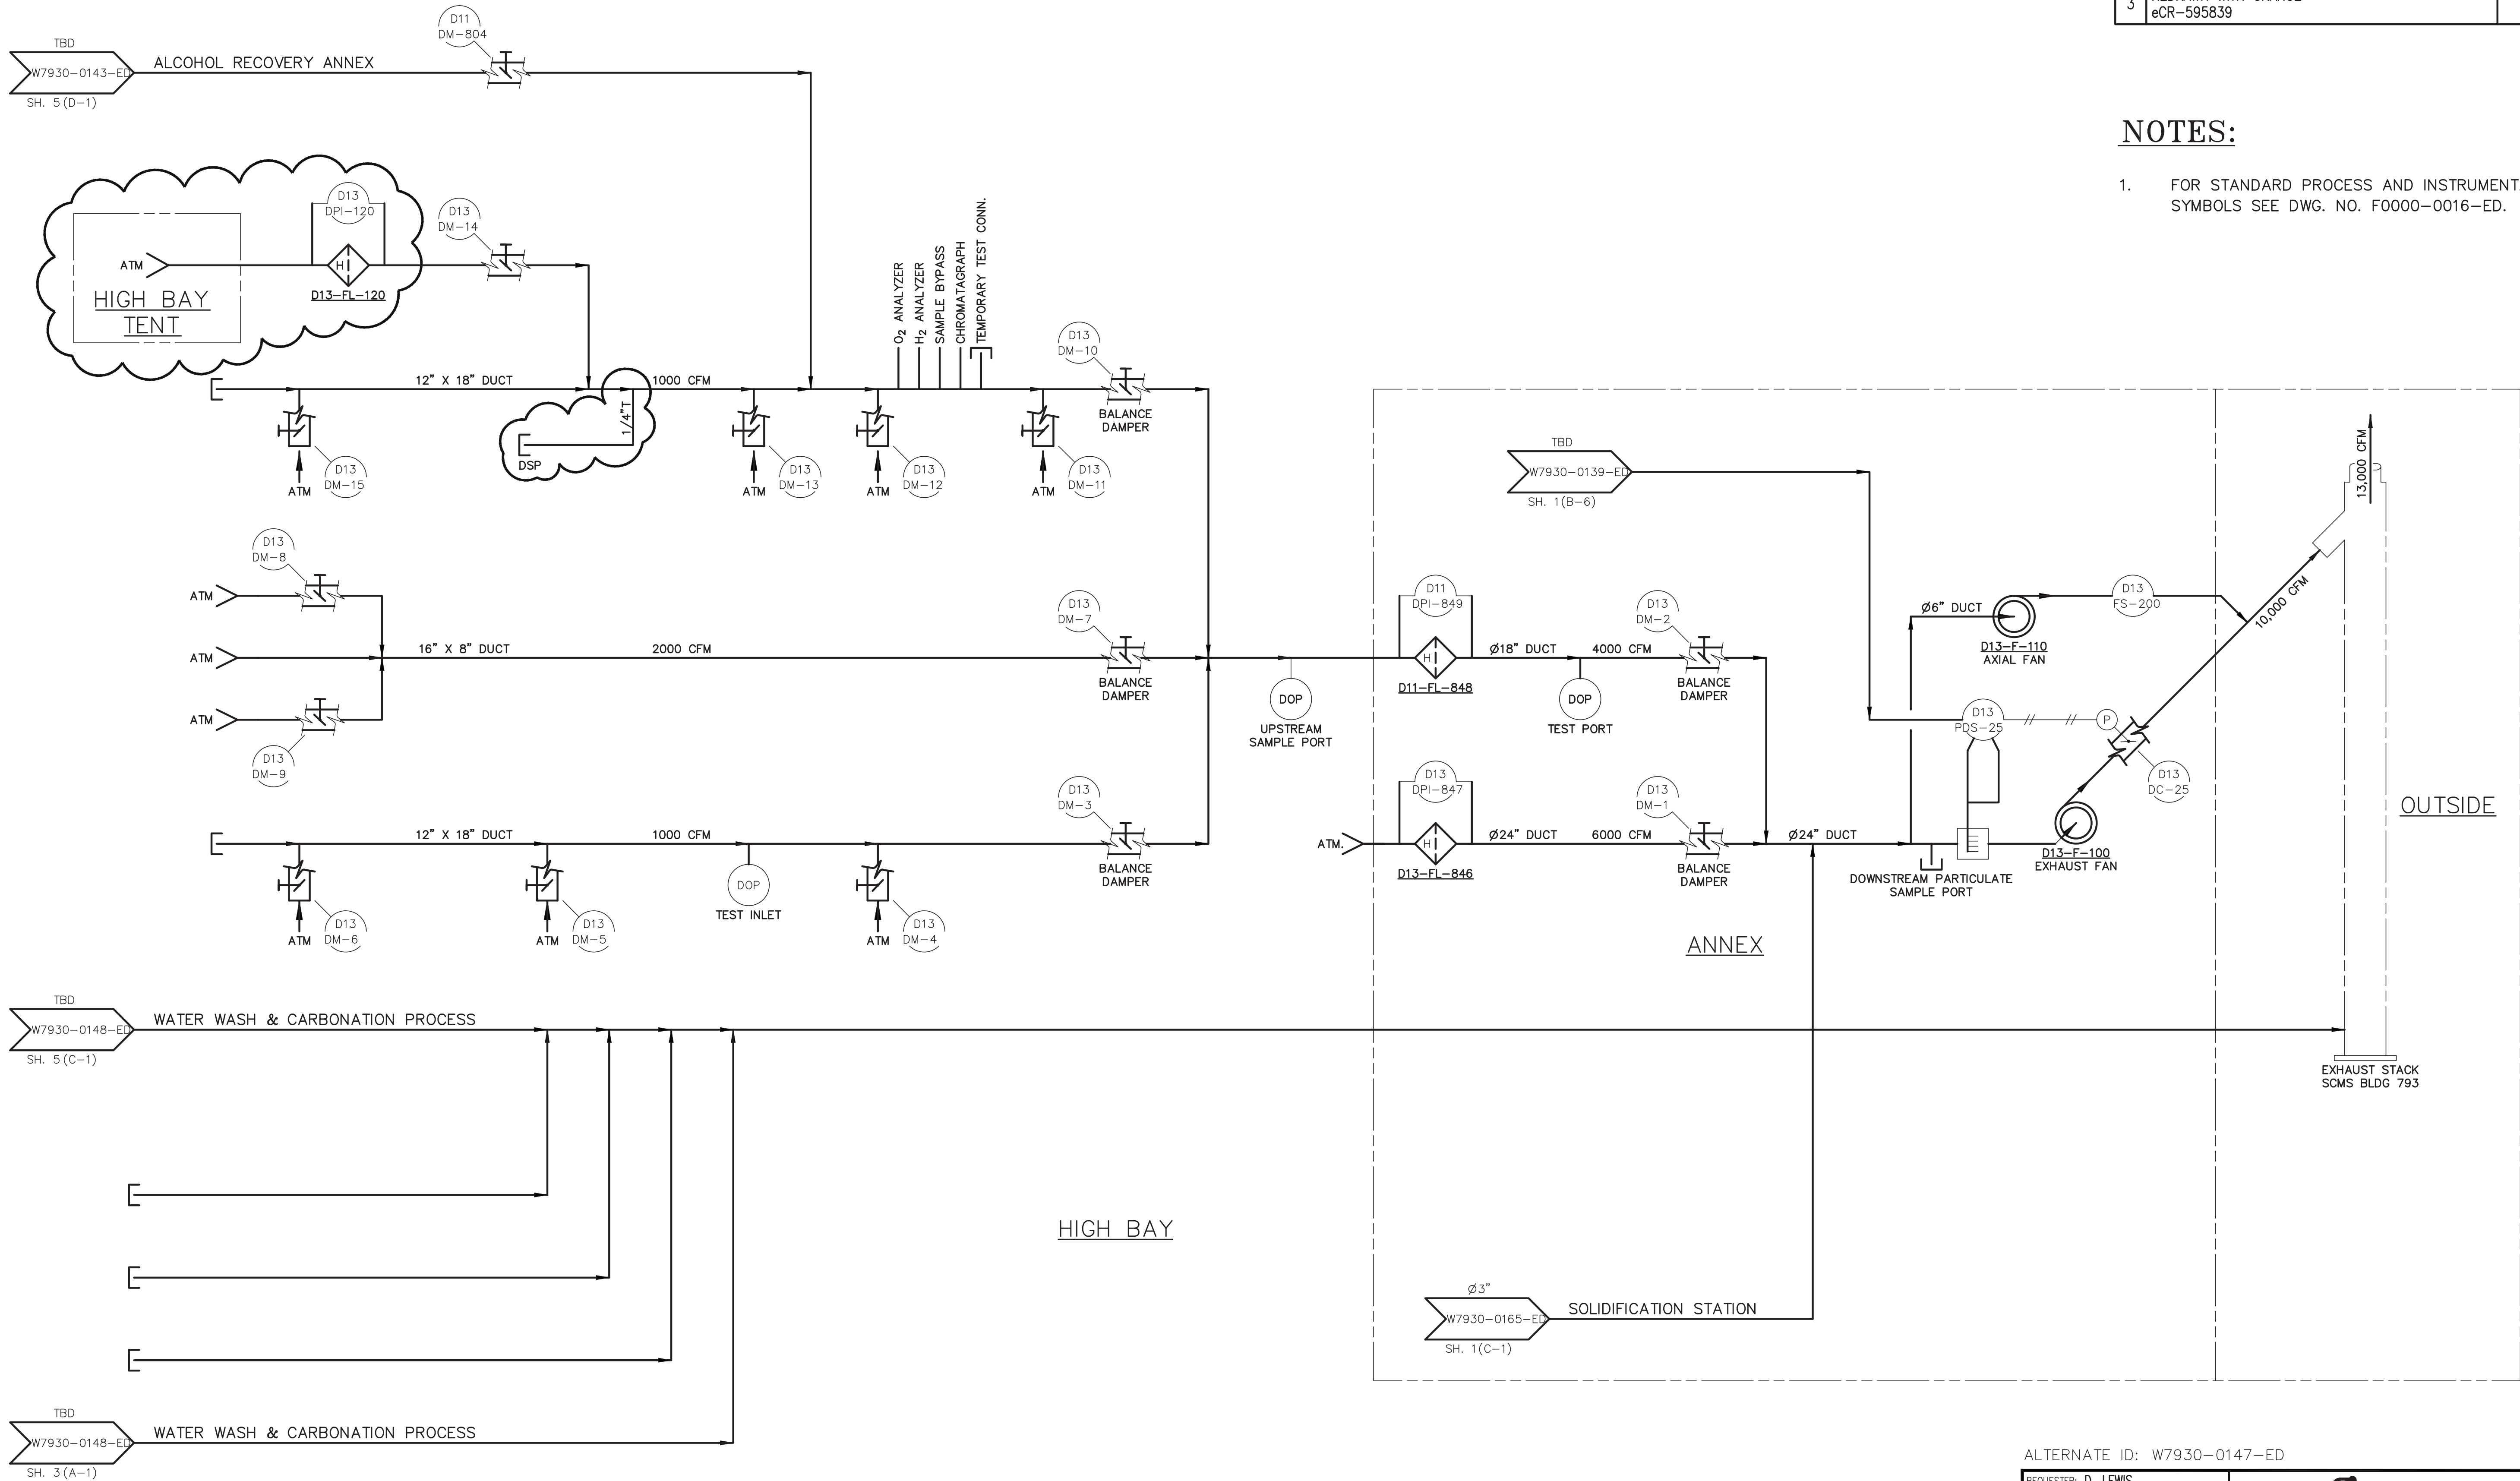 3
eCR-595839
NOTES:
1. FOR STANDARD PROCESS AND INSTRUMENT
SYMBOLS SEE DWG. NO. F0000-0016-ED.
TBD
W7930-0143-ED
SH. 5(D-1)
ALCOHOL RECOVERY ANNEX
D11
DM-804
D13
DPI-120
D13
DM-14
ATM
H
D13-FL-120
HIGH BAY
TENT
O2 ANALYZER
H2 ANALYZER
SAMPLE BYPASS
CHROMATAGRAPH
TEMPORARY TEST CONN.
D13
DM-10
12" X 18" DUCT
1000 CFM
BALANCE
DAMPER
1/4"T
DSP
ATM
D13
DM-15
ATM
D13
DM-13
ATM
D13
DM-12
ATM
D13
DM-11
TBD
W7930-0139-ED
SH. 1(B-6)
13,000 CFM
D13
DM-8
ATM
ATM
ATM
D13
DM-9
16" X 8" DUCT
2000 CFM
D13
DM-7
BALANCE
DAMPER
DOP
UPSTREAM
SAMPLE PORT
D11
DPI-849
H
D11-FL-848
Ø18" DUCT
4000 CFM
DOP
TEST PORT
D13
DM-2
BALANCE
DAMPER
Ø6" DUCT
D13-F-110
AXIAL FAN
D13
FS-200
10,000 CFM
D13
PDS-25
P
D13
DC-25
OUTSIDE
12" X 18" DUCT
1000 CFM
D13
DM-3
BALANCE
DAMPER
ATM
D13
DM-6
ATM
D13
DM-5
DOP
TEST INLET
ATM
D13
DM-4
ATM.
D13
DPI-847
H
D13-FL-846
Ø24" DUCT
6000 CFM
D13
DM-1
BALANCE
DAMPER
Ø24" DUCT
DOWNSTREAM PARTICULATE
SAMPLE PORT
D13-F-100
EXHAUST FAN
ANNEX
TBD
W7930-0148-ED
SH. 5(C-1)
WATER WASH & CARBONATION PROCESS
EXHAUST STACK
SCMS BLDG 793
HIGH BAY
Ø3"
W7930-0165-ED
SH. 1(C-1)
SOLIDIFICATION STATION
TBD
W7930-0148-ED
SH. 3(A-1)
WATER WASH & CARBONATION PROCESS
ALTERNATE ID: W7930-0147-ED